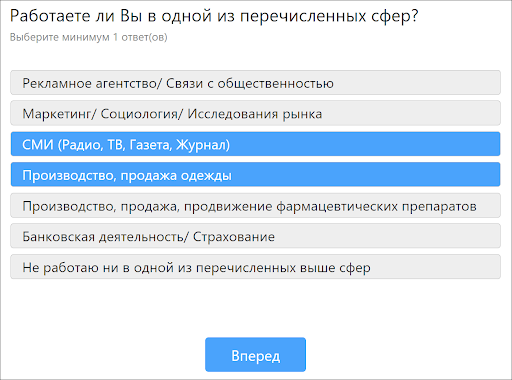 Работаете ли Вы в одной из перечисленных сфер?
Выберите минимум 1 ответ(ов)
Рекламное агентство/ Связи с общественностью
Маркетинг/ Социология/ Исследования рынка
СМИ (Радио, ТВ, Газета, Журнал)
Производство, продажа одежды
Производство, продажа, продвижение фармацевтических препаратов
Банковская деятельность/ Страхование
Не работаю ни в одной из перечисленных выше сфер
Вперед